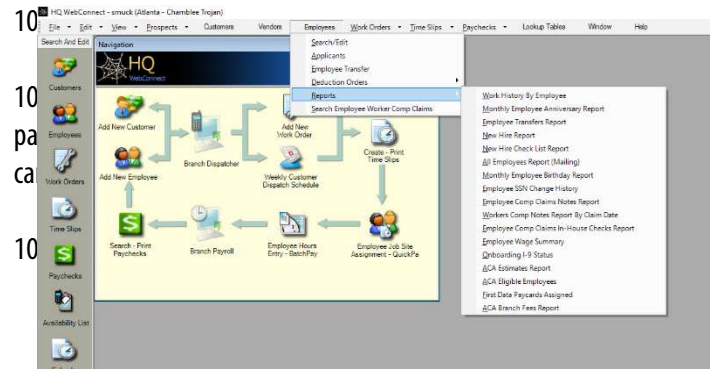 10
10
pa
ca
10
HQ WebConnect - smuck (Atlanta - Chamblee Trojan)
File Edit View Prospects Customers Vendors Employees Work Orders Time Slips Paychecks Lookup Tables Window Help
Search And Edit
Customers
Employees
Work Orders
Time Slips
Paychecks
Availability List
Navigation
HQ
WebConnect
Add New Customer
Branch Dispatcher
Add New
Work Order
Create - Print
Time Slips
Add New Employee
Weekly Customer
Dispatch Schedule
Search - Print
Paychecks
Branch Payroll
Employee Hours
Entry - BatchPay
Employee Job Site
Assignment - QuickPa
Search/Edit
Applicants
Employee Transfer
Deduction Orders
Reports
Search Employee Worker Comp Claims
Work History By Employee
Monthly Employee Anniversary Report
Employee Transfers Report
New Hire Report
New Hire Check List Report
All Employees Report (Mailing)
Monthly Employee Birthday Report
Employee SSN Change History
Employee Comp Claims Notes Report
Workers Comp Notes Report By Claim Date
Employee Comp Claims In-House Checks Report
Employee Wage Summary
Onboarding I-9 Status
ACA Estimates Report
ACA Eligible Employees
First Data Paycards Assigned
ACA Branch Fees Report